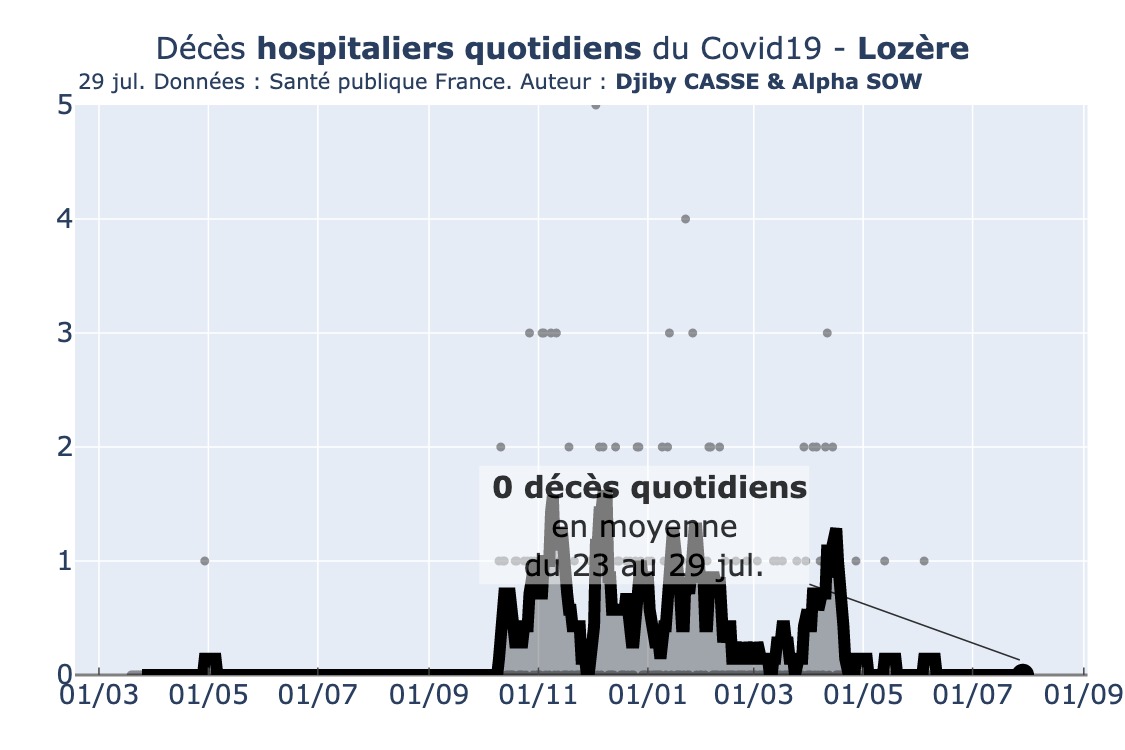 Décès hospitaliers quotidiens du Covid19 - Lozère
29 jul. Données : Santé publique France. Auteur : Djiby CASSE & Alpha SOW
5
4
3
2
1
0
0 décès quotidiens
en moyenne
du 23 au 29 jul.
01/03 01/05 01/07 01/09 01/11 01/01 01/03 01/05 01/07 01/09